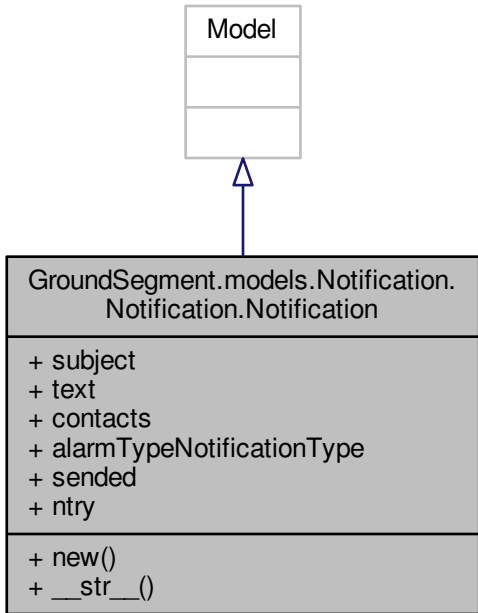 Model
GroundSegment.models.Notification.
Notification.Notification
+ subject
+ text
+ contacts
+ alarmTypeNotificationType
+ sended
+ ntry
+ new()
+ __str__()